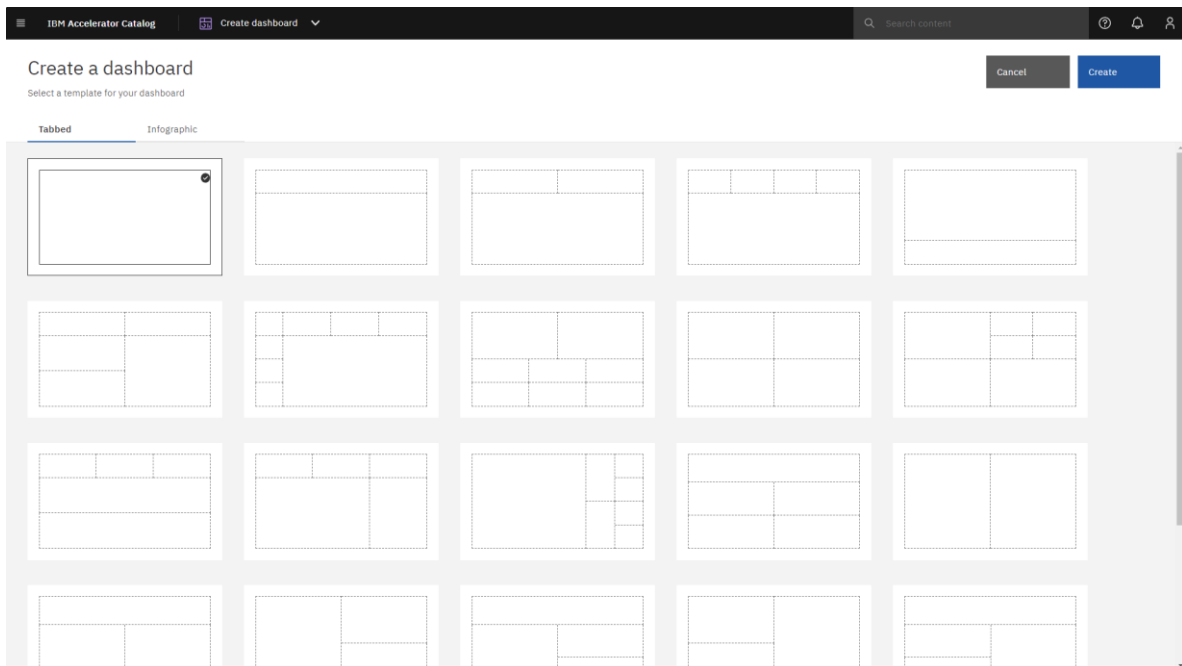 IBM Accelerator Catalog
Create dashboard
Search content
Create a dashboard
Cancel
Create
Select a template for your dashboard
Tabbed
Infographic